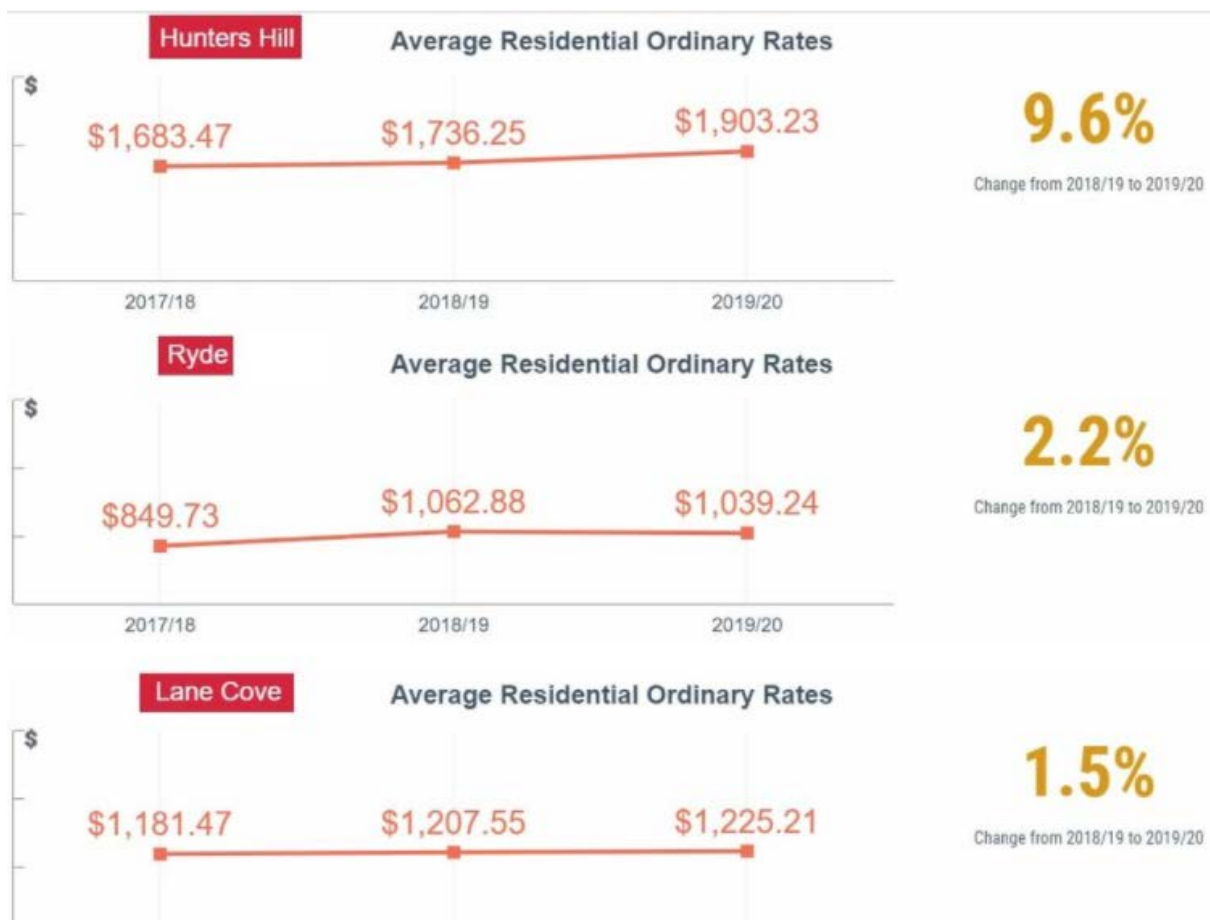 Hunters Hill
Average Residential Ordinary Rates
$
$1,683.47 $1,736.25 $1,903.23
9.6%
Change from 2018/19 to 2019/20
2017/18 2018/19 2019/20
Ryde
Average Residential Ordinary Rates
$
$849.73 $1,062.88 $1,039.24
2.2%
Change from 2018/19 to 2019/20
2017/18 2018/19 2019/20
Lane Cove
Average Residential Ordinary Rates
$
$1,181.47 $1,207.55 $1,225.21
1.5%
Change from 2018/19 to 2019/20